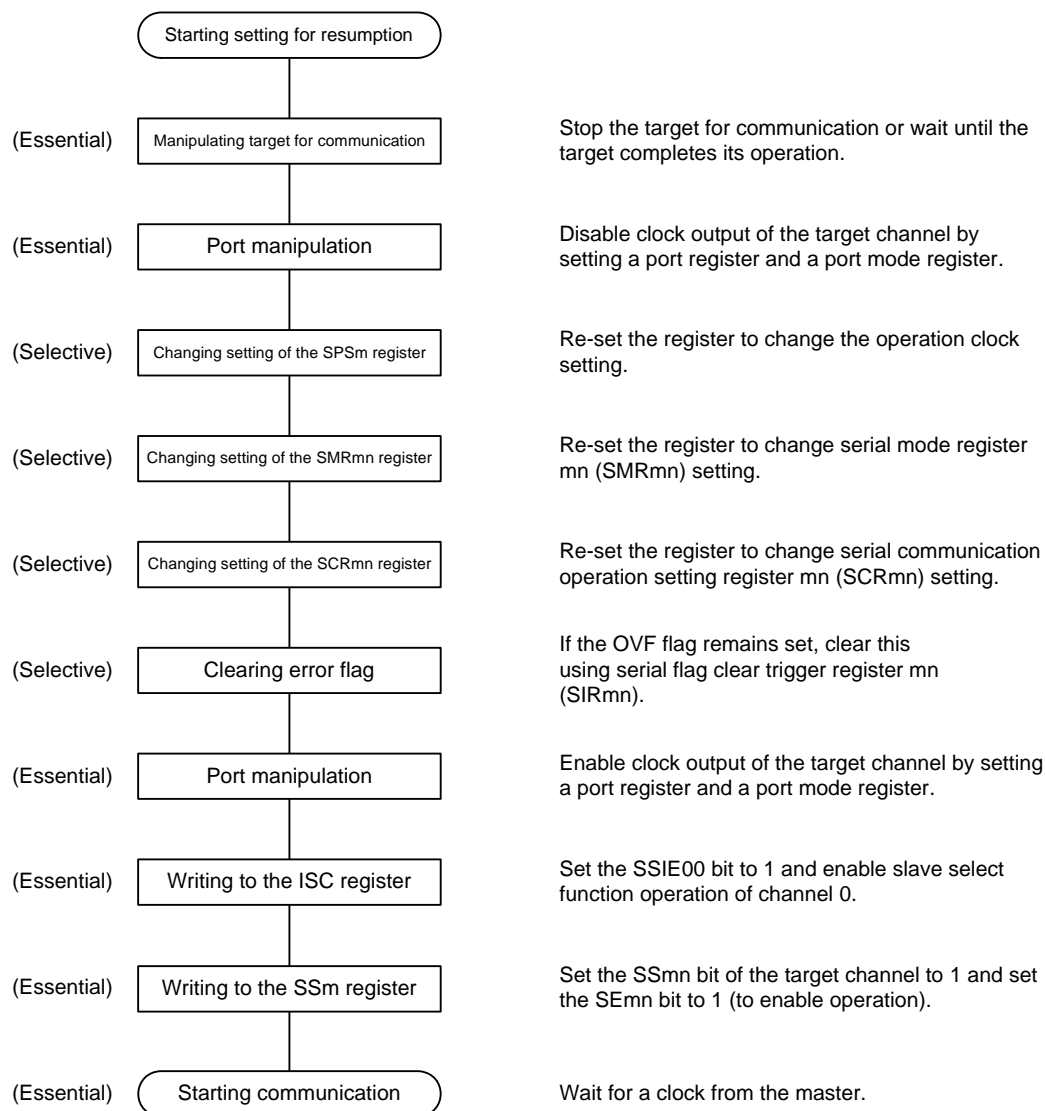 Starting setting for resumption
(Essential)
Manipulating target for communication
Stop the target for communication or wait until the
target completes its operation.
(Essential)
Port manipulation
Disable clock output of the target channel by
setting a port register and a port mode register.
(Selective)
Changing setting of the SPSm register
Re-set the register to change the operation clock
setting.
(Selective)
Changing setting of the SMRmn register
Re-set the register to change serial mode register
mn (SMRmn) setting.
(Selective)
Changing setting of the SCRmn register
Re-set the register to change serial communication
operation setting register mn (SCRmn) setting.
(Selective)
Clearing error flag
If the OVF flag remains set, clear this
using serial flag clear trigger register mn
(SIRmn).
(Essential)
Port manipulation
Enable clock output of the target channel by setting
a port register and a port mode register.
(Essential)
Writing to the ISC register
Set the SSIE00 bit to 1 and enable slave select
function operation of channel 0.
(Essential)
Writing to the SSm register
Set the SSmn bit of the target channel to 1 and set
the SEmn bit to 1 (to enable operation).
(Essential)
Starting communication
Wait for a clock from the master.